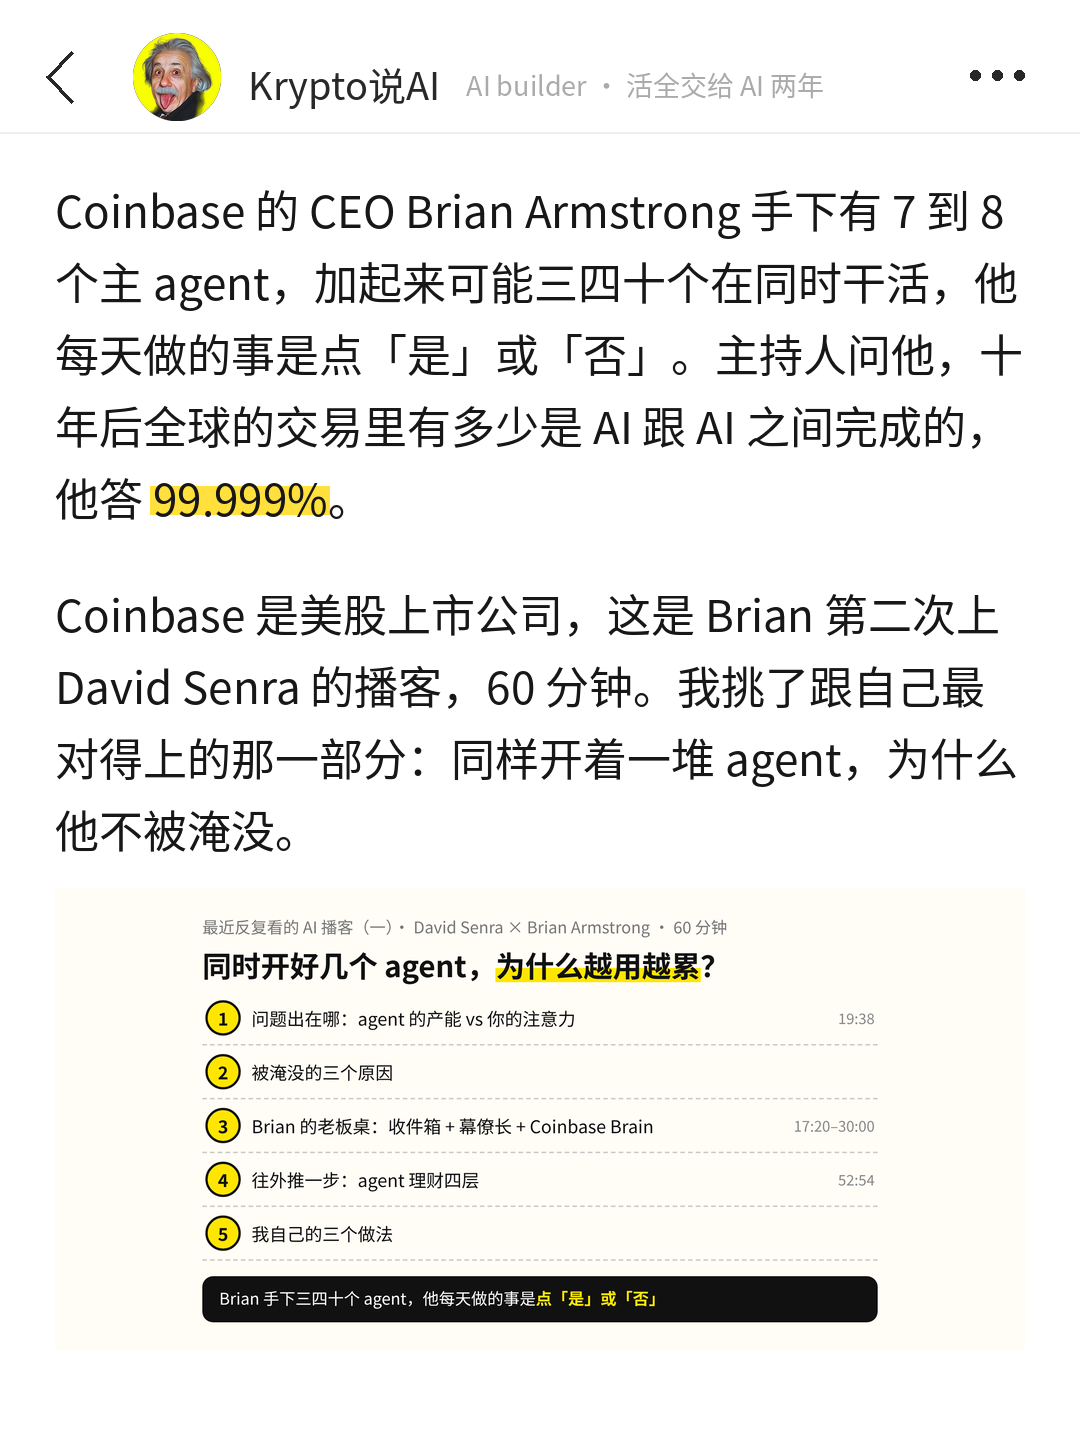 Krypto说AI AI builder · 活全交给 AI 两年
Coinbase 的 CEO Brian Armstrong 手下有 7 到 8
个主 agent，加起来可能三四十个在同时干活，他
每天做的事是点「是」或「否」。主持人问他，十
年后全球的交易里有多少是 AI 跟 AI 之间完成的，
他答 99.999%。
Coinbase 是美股上市公司，这是 Brian 第二次上
David Senra 的播客，60 分钟。我挑了跟自己最
对得上的那一部分：同样开着一堆 agent，为什么
他不被淹没。
最近反复看的 AI 播客（一）· David Senra × Brian Armstrong · 60 分钟
同时开好几个 agent，为什么越用越累？
1 问题出在哪：agent 的产能 vs 你的注意力 19:38
2 被淹没的三个原因
3 Brian 的老板桌：收件箱 + 幕僚长 + Coinbase Brain 17:20–30:00
4 往外推一步：agent 理财四层 52:54
5 我自己的三个做法
Brian 手下三四十个 agent，他每天做的事是点「是」或「否」